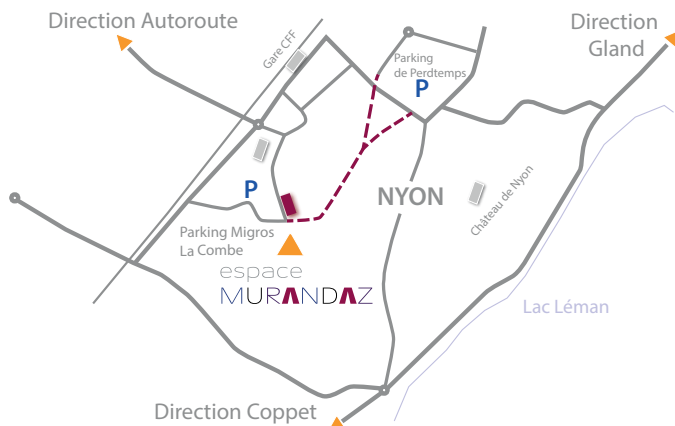 Direction Autoroute
Direction
Gland
Gare CFF
Parking
de Perdtemps
P
P
NYON
Château de Nyon
Parking Migros
La Combe
espace
MURANDAZ
Lac Léman
Direction Coppet